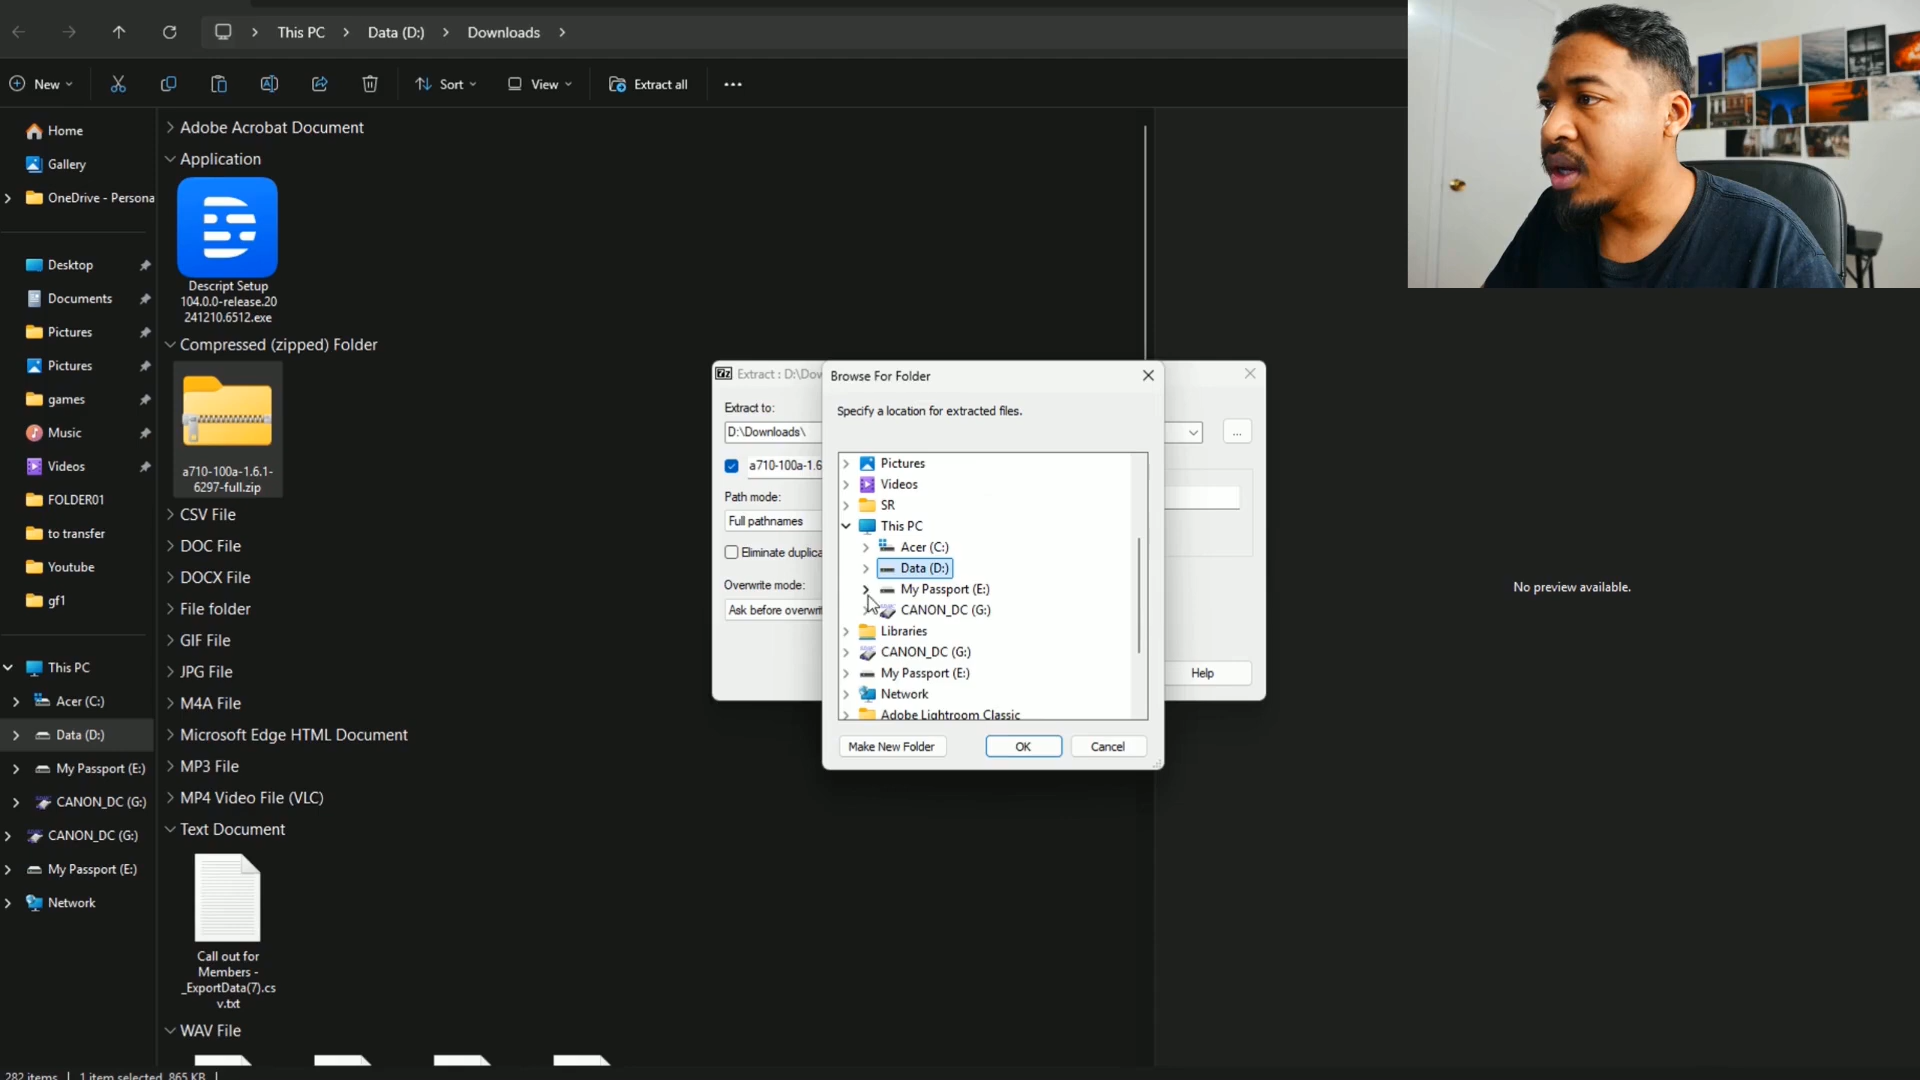 This PC
Data (D:)
Downloads
New
Sort
View
Extract all
Home
Gallery
OneDrive - Persona
Desktop
Documents
Pictures
Pictures
games
Music
Videos
FOLDER01
to transfer
Youtube
gf1
This PC
Acer (C:)
Data (D:)
My Passport (E:)
CANON_DC (G:)
CANON_DC (G:)
My Passport (E:)
Network
Adobe Acrobat Document
Application
Descript Setup
104.0.0-release.20
241210.6512.exe
Compressed (zipped) Folder
a710-100a-1.6.1-
6297-full.zip
CSV File
DOC File
DOCX File
File folder
GIF File
JPG File
M4A File
Microsoft Edge HTML Document
MP3 File
MP4 Video File (VLC)
Text Document
Call out for
Members -
_ExportData(7).cs
v.txt
WAV File
282 items
1 item selected 865 KB
Extract : D:\Dow
Extract to:
D:\Downloads\
...
a710-100a-1.6
Path mode:
Full pathnames
Eliminate duplica
Overwrite mode:
Ask before overwrit
Help
Browse For Folder
Specify a location for extracted files.
Pictures
Videos
SR
This PC
Acer (C:)
Data (D:)
My Passport (E:)
CANON_DC (G:)
Libraries
CANON_DC (G:)
My Passport (E:)
Network
Adobe Lightroom Classic
Make New Folder
OK
Cancel
No preview available.